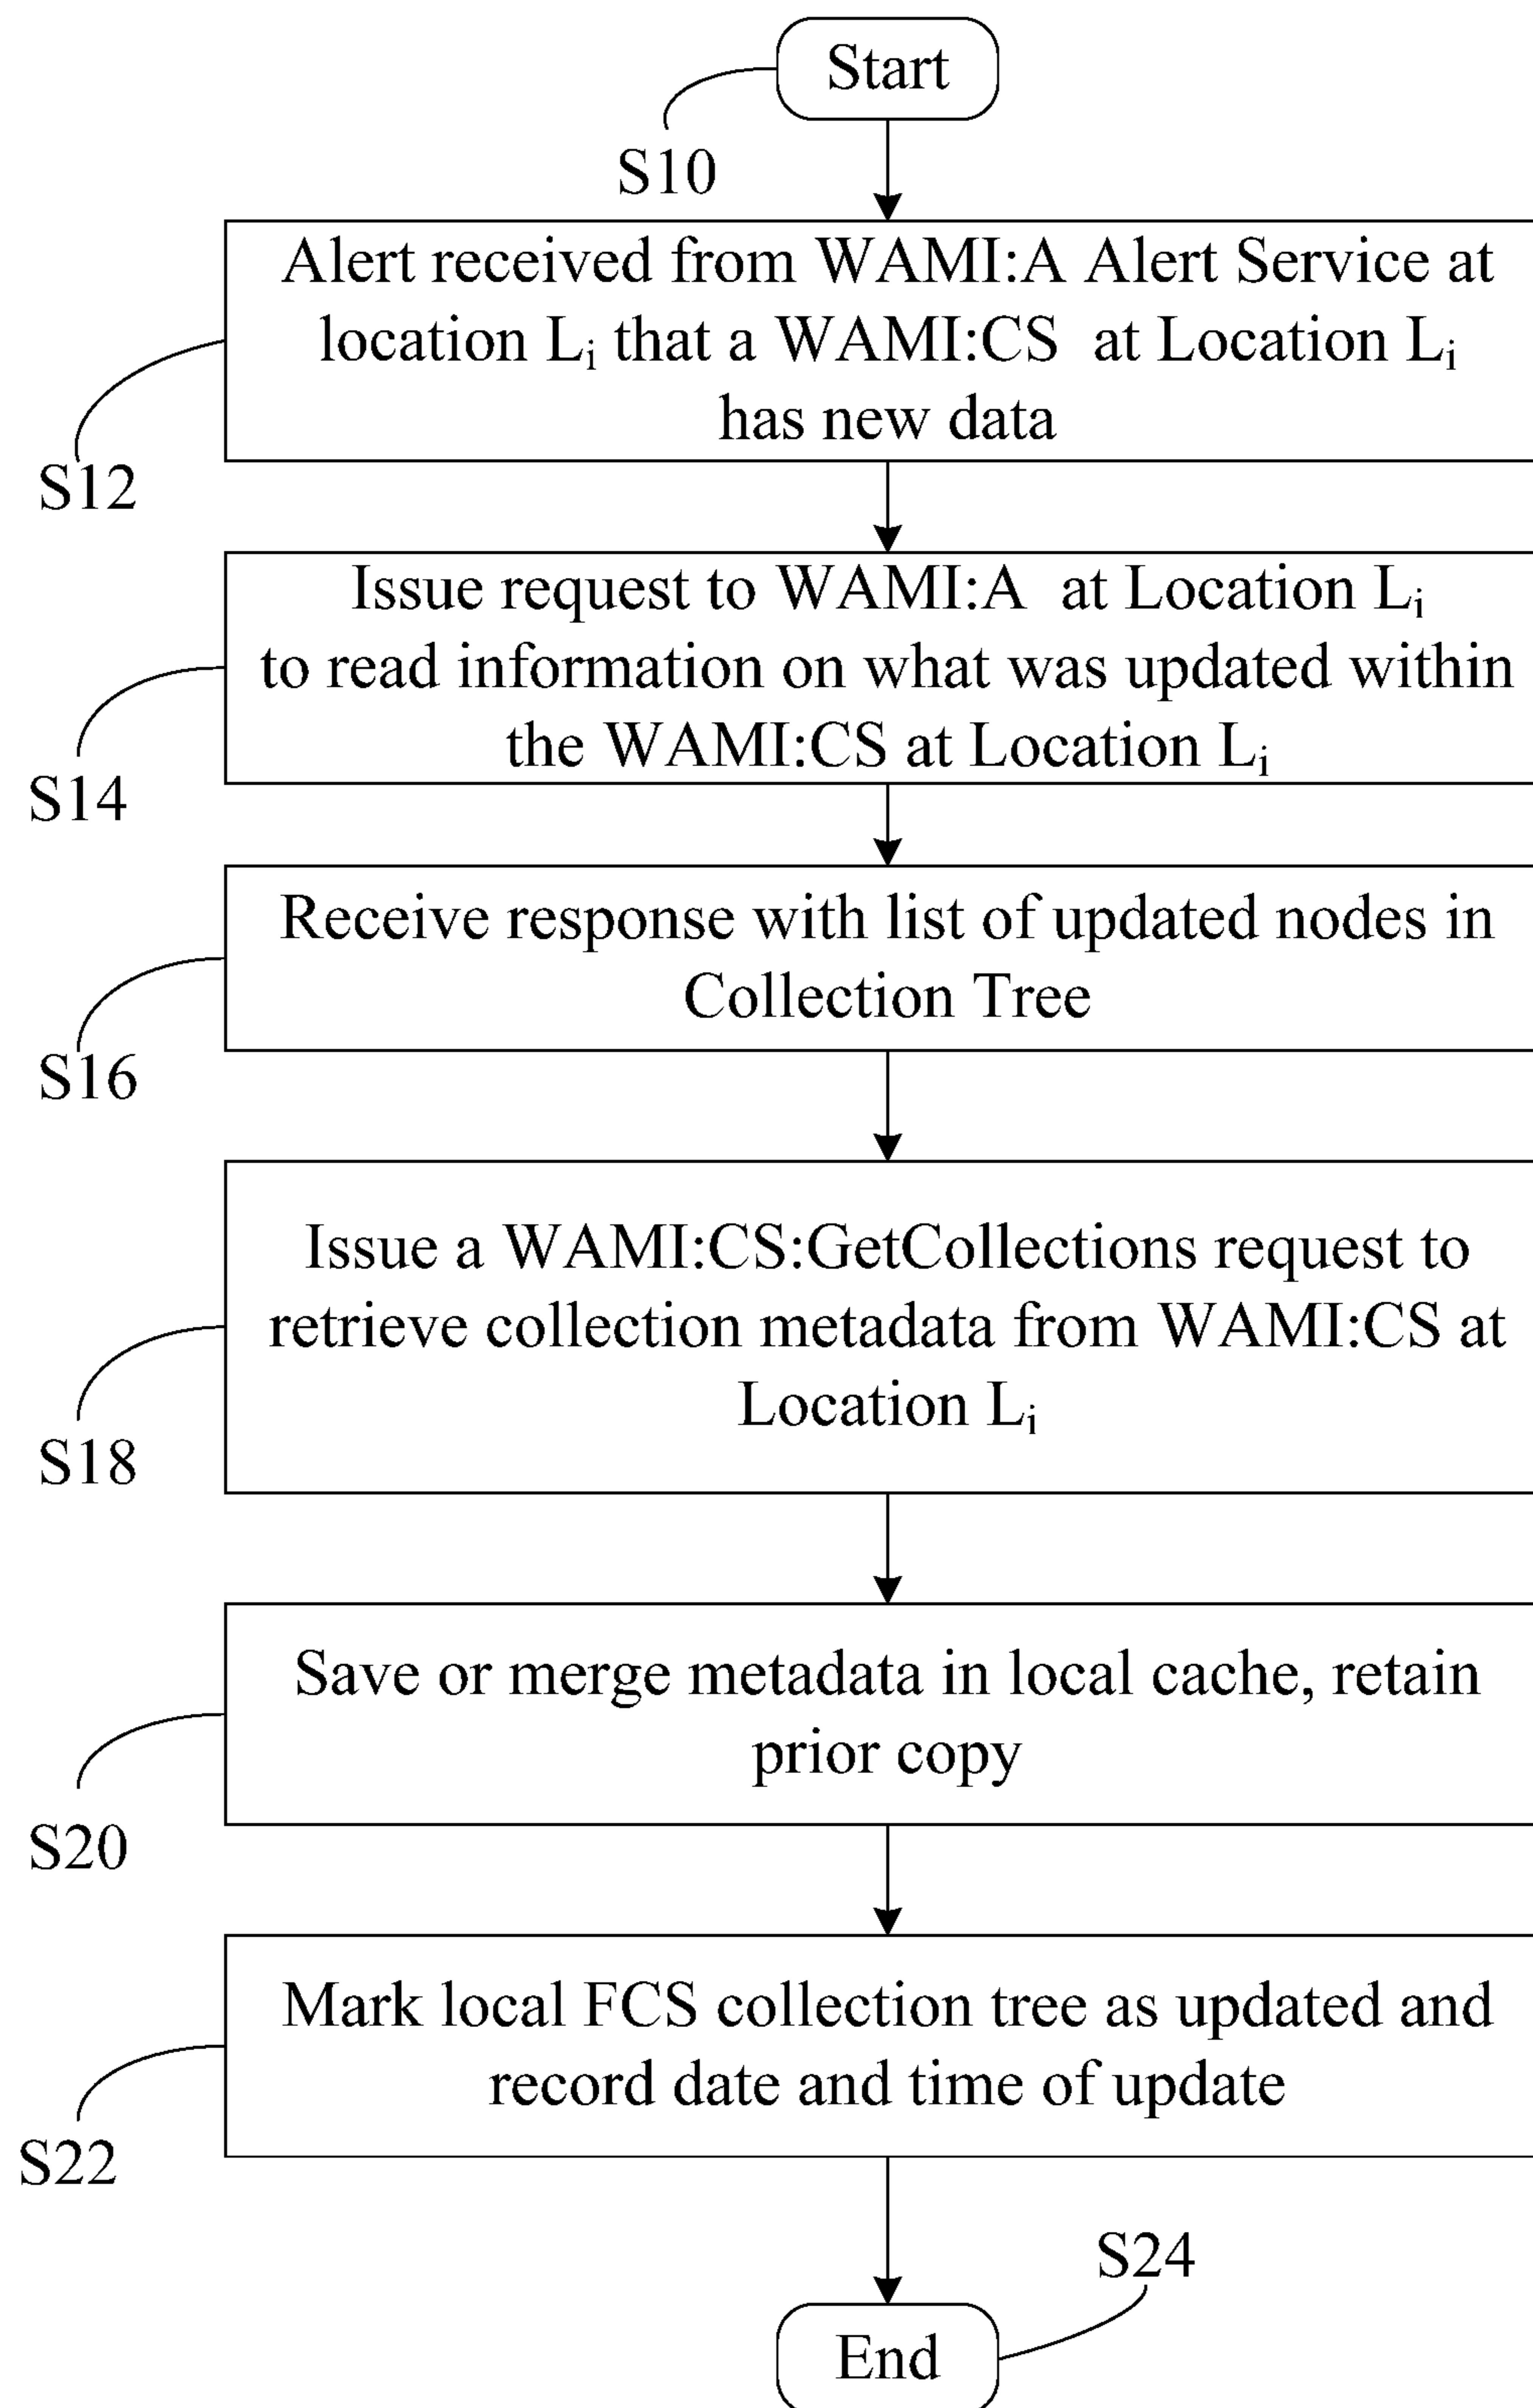 Start
S10
Alert received from WAMI:A Alert Service at
location Li that a WAMI:CS at Location Li
has new data
S12
Issue request to WAMI:A at Location Li
to read information on what was updated within
the WAMI:CS at Location Li
S14
Receive response with list of updated nodes in
Collection Tree
S16
Issue a WAMI:CS:GetCollections request to
retrieve collection metadata from WAMI:CS at
Location Li
S18
Save or merge metadata in local cache, retain
prior copy
S20
Mark local FCS collection tree as updated and
record date and time of update
S22
S24
End